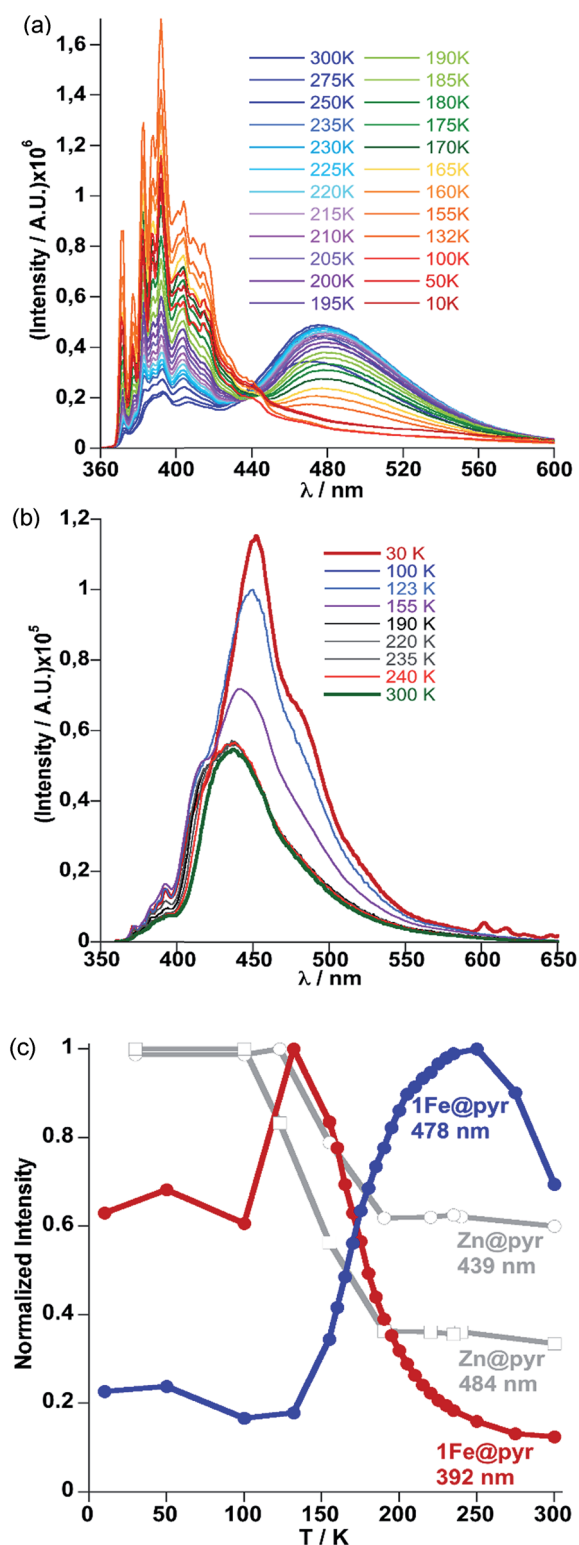 (a)
1,6
1,4
1,2
1
0,8
0,6
0,4
0,2
0
(Intensity / A.U.)x10⁶
300K 190K
275K 185K
250K 180K
235K 175K
230K 170K
225K 165K
220K 160K
215K 155K
210K 132K
205K 100K
200K 50K
195K 10K
360 400 440 480 520 560 600
λ / nm
(b)
1,2
1
0,8
0,6
0,4
0,2
0
(Intensity / A.U.)x10⁵
30 K
100 K
123 K
155 K
190 K
220 K
235 K
240 K
300 K
350 400 450 500 550 600 650
λ / nm
(c)
1
0.8
0.6
0.4
0.2
0
Normalized Intensity
1Fe@pyr
478 nm
Zn@pyr
439 nm
Zn@pyr
484 nm
1Fe@pyr
392 nm
0 50 100 150 200 250 300
T / K